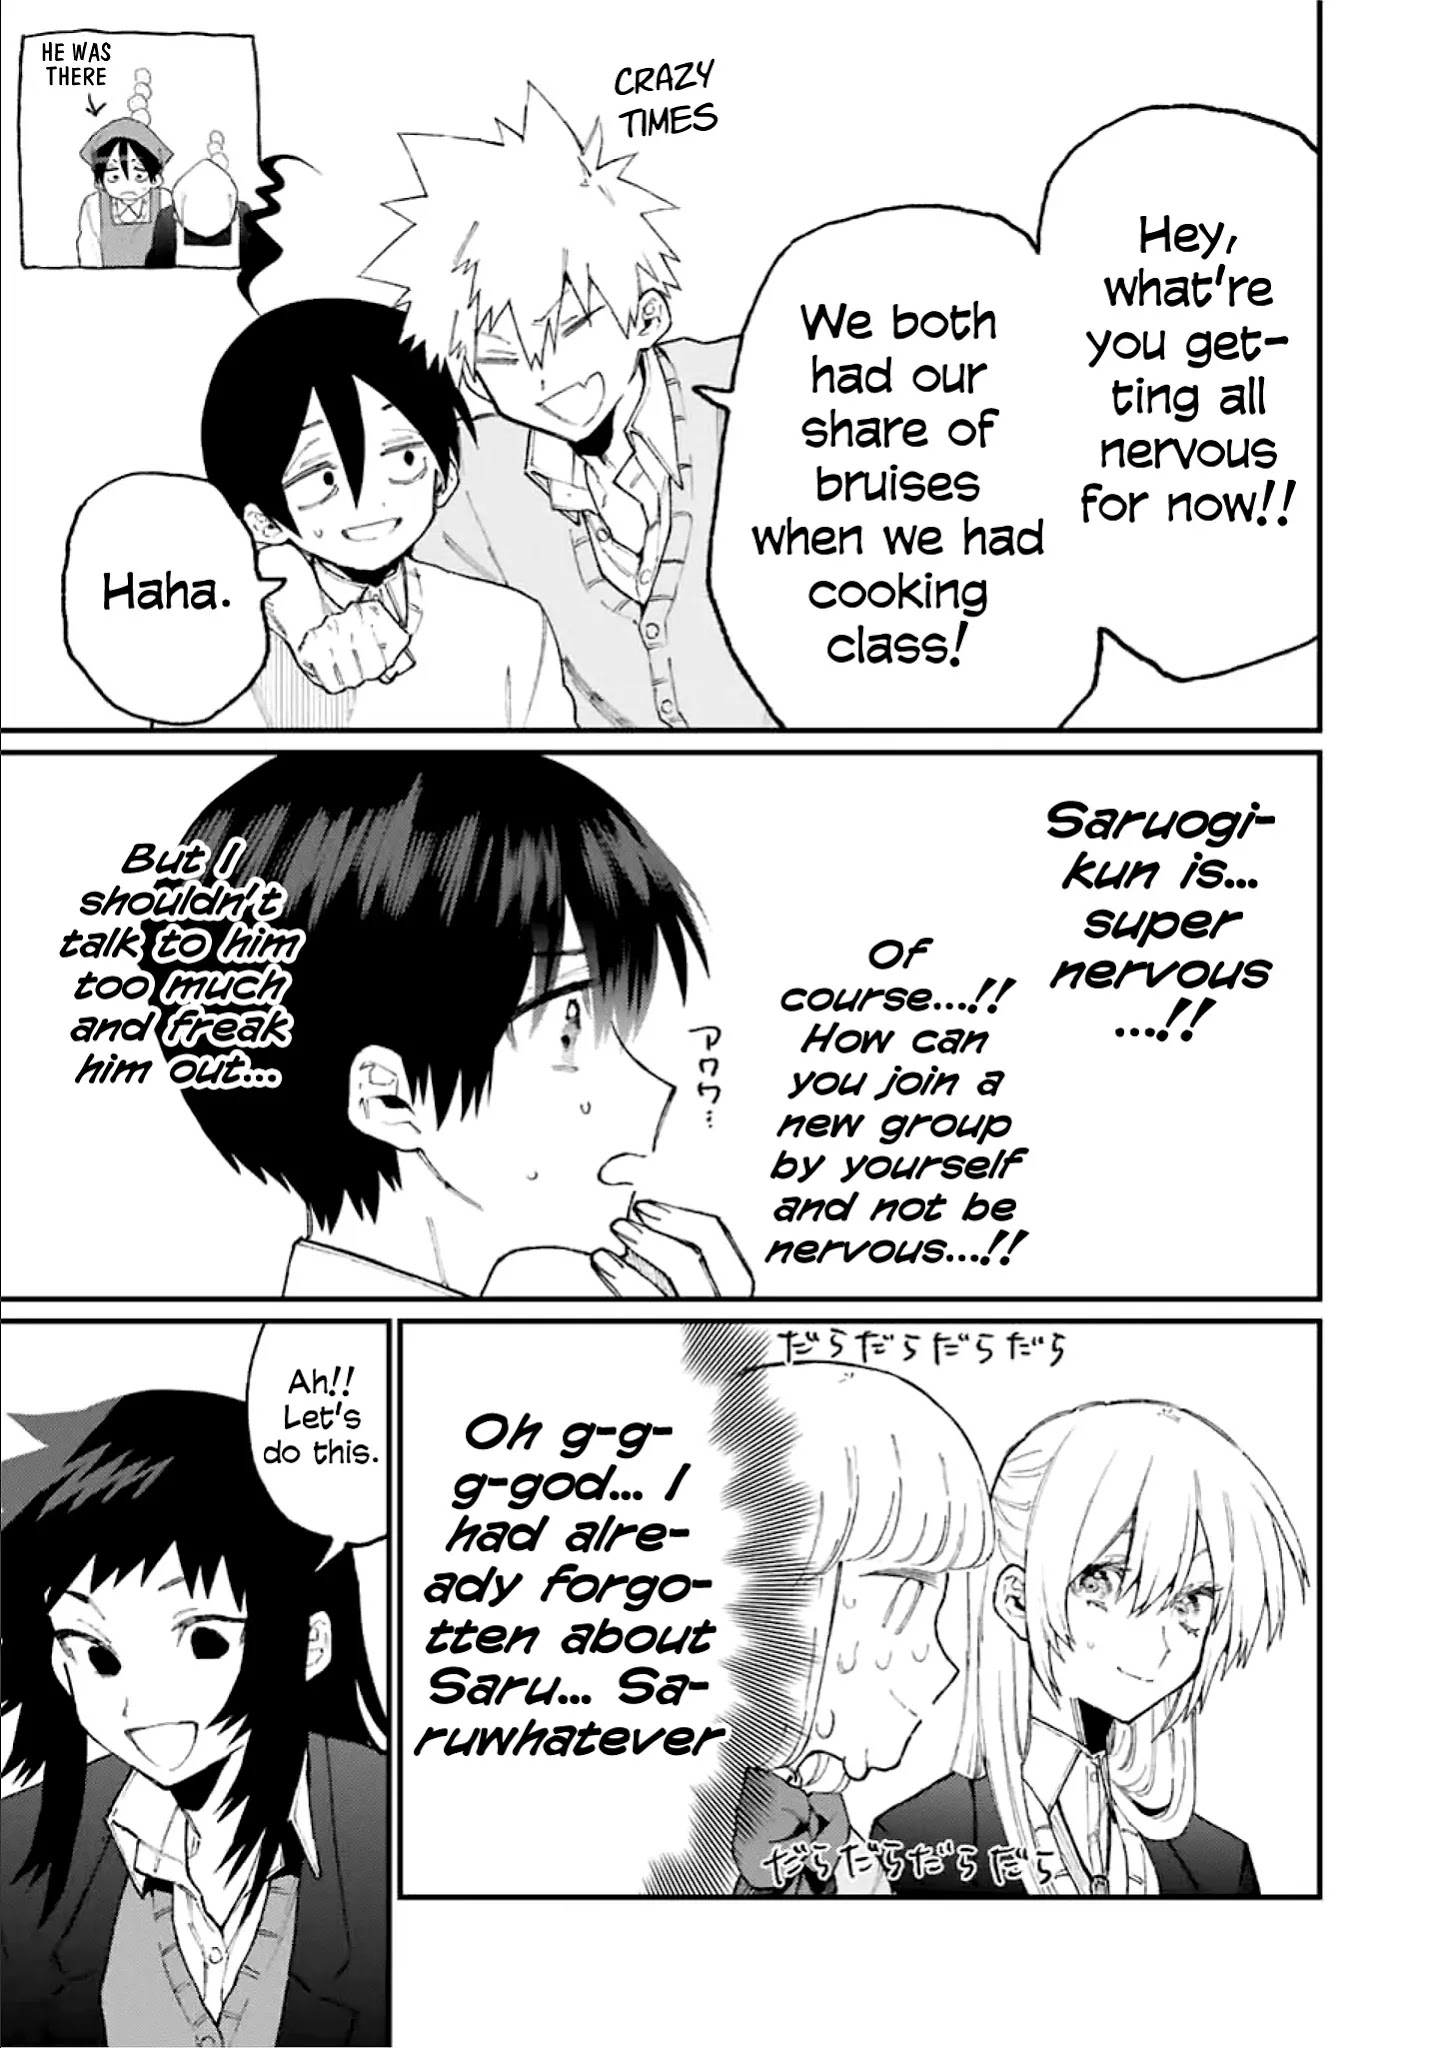 Hey,
what're
you get-
ting all
nervous
for now!!
We both
had our
share of
bruises
when we had
cooking
class!
CRAZY
TIMES
HE WAS
THERE
Haha.
Saruogi-
kun is...
super
nervous
...!!
Of
course...!!
How can
you join a
new group
by yourself
and not be
nervous...!!
アワワ…
But I
shouldn't
talk to him
too much
and freak
him out...
だらだらだらだら
Oh g-g-
g-god... I
had alre-
ady forgo-
tten about
Saru... Sa-
ruwhatever
だらだらだらだら
Ah!!
Let's
do this.